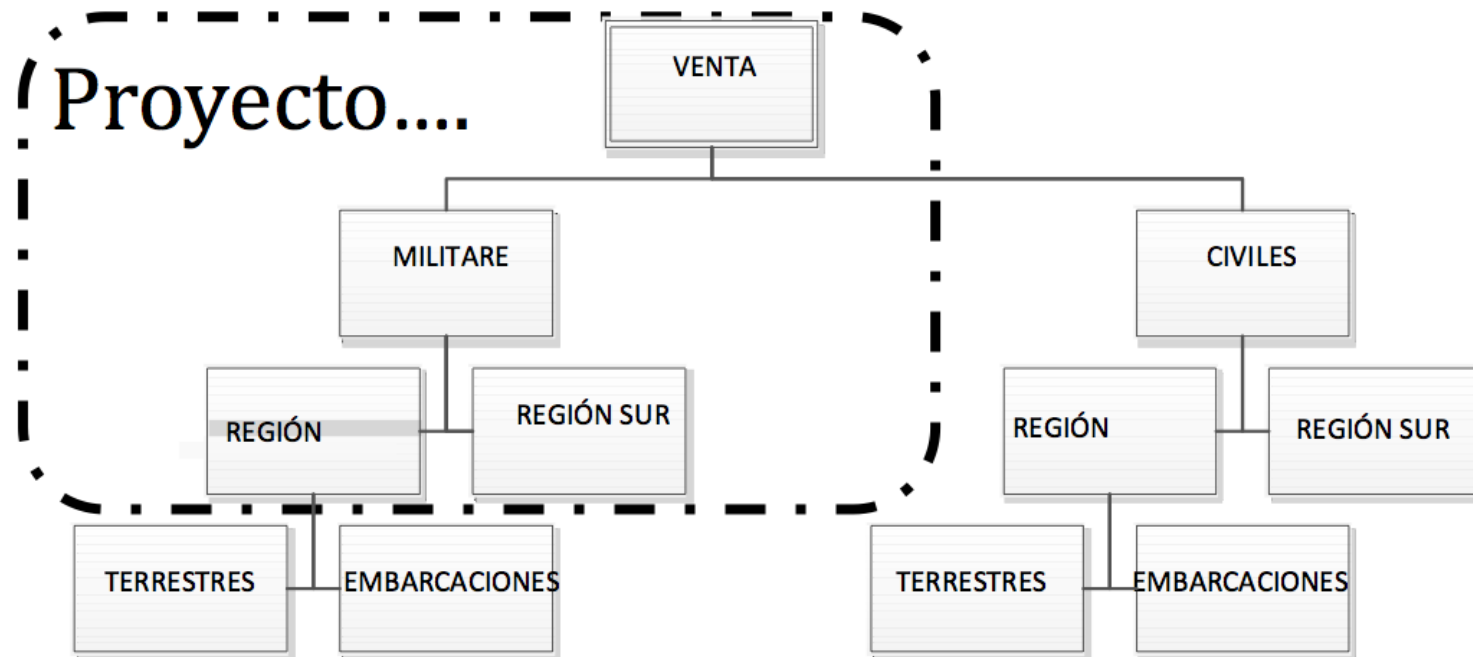 VENTA
Proyecto....
MILITARE
CIVILES
REGIÓN
REGIÓN SUR
REGIÓN
REGIÓN SUR
TERRESTRES
EMBARCACIONES
TERRESTRES
EMBARCACIONES